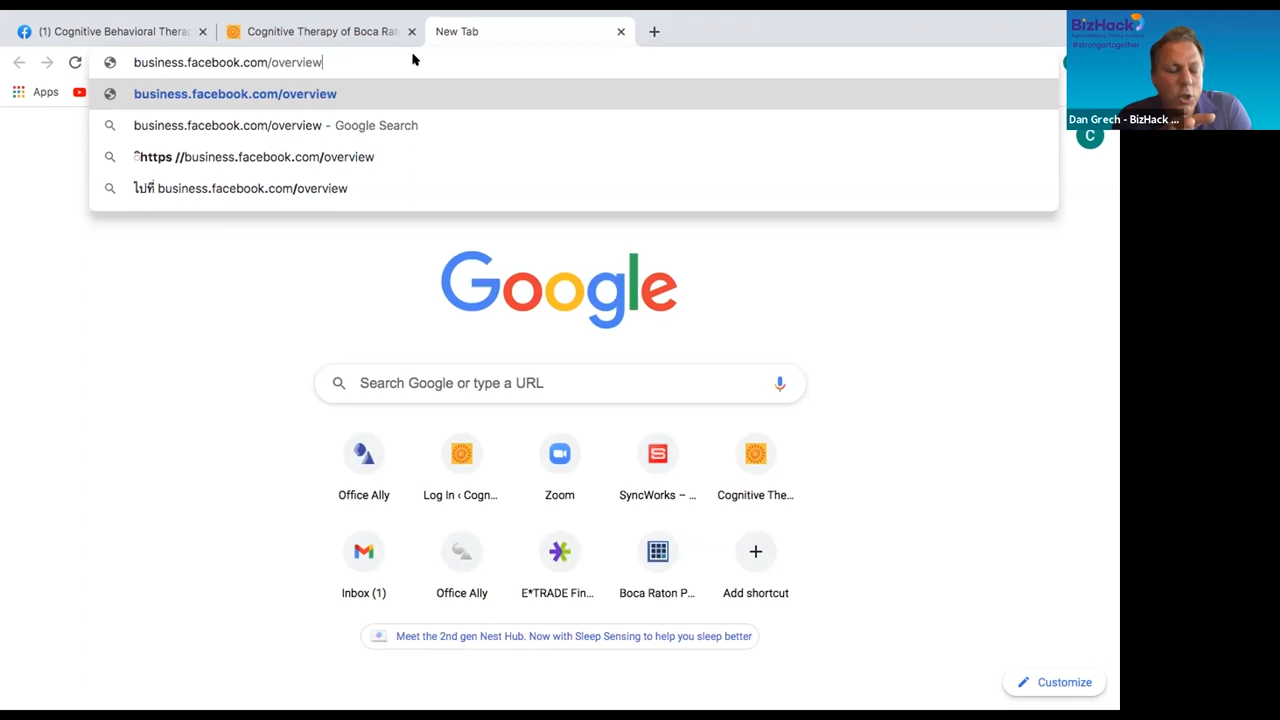 (1) Cognitive Behavioral Thera
Cognitive Therapy of Boca Rat
New Tab
business.facebook.com/overview
Apps
business.facebook.com/overview
business.facebook.com/overview - Google Search
ิhttps //business.facebook.com/overview
ไปที่ business.facebook.com/overview
BizHack
#strongertogether
Dan Grech - BizHack ...
C
Google
Search Google or type a URL
Office Ally
Log In ‹ Cogn...
Zoom
SyncWorks – ...
Cognitive The...
Inbox (1)
Office Ally
E*TRADE Fin...
Boca Raton P...
Add shortcut
Meet the 2nd gen Nest Hub. Now with Sleep Sensing to help you sleep better
Customize